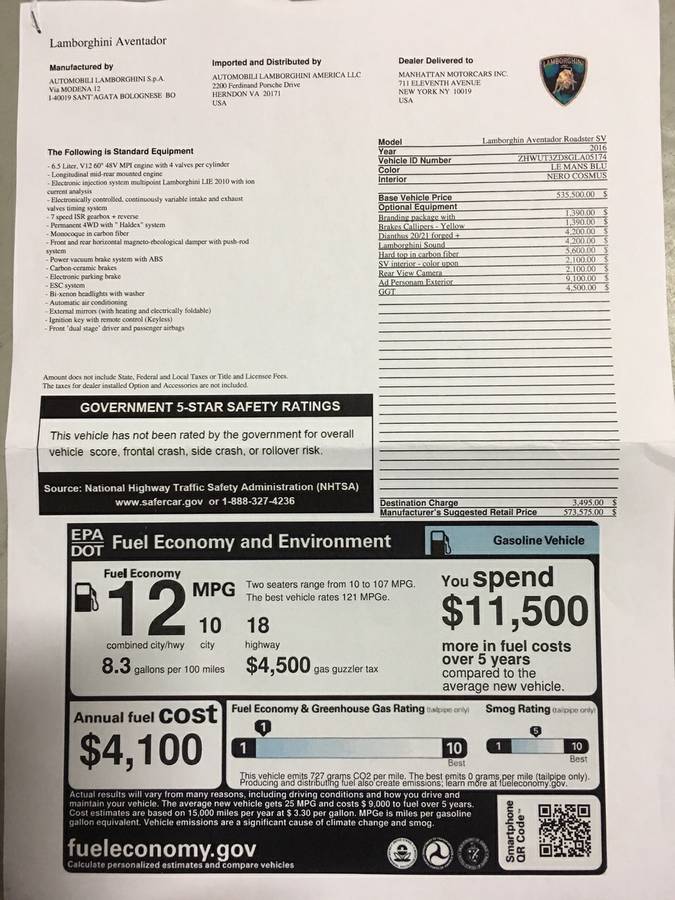 Lamborghini Aventador
Manufactured by
AUTOMOBILI LAMBORGHINI S.p.A.
Via MODENA 12
I-40019 SANT'AGATA BOLOGNESE BO
Imported and Distributed by
AUTOMOBILI LAMBORGHINI AMERICA LLC
2200 Ferdinand Porsche Drive
HERNDON VA 20171
USA
Dealer Delivered to
MANHATTAN MOTORCARS INC.
711 ELEVENTH AVENUE
NEW YORK NY 10019
USA
LAMBORGHINI
The Following is Standard Equipment
- 6.5 Liter, V12 60° 48V MPI engine with 4 valves per cylinder
- Longitudinal mid-rear mounted engine
- Electronic injection system multipoint Lamborghini LIE 2010 with ion
current analysis
- Electronically controlled, continuously variable intake and exhaust
valves timing system
- 7 speed ISR gearbox + reverse
- Permanent 4WD with " Haldex" system
- Monocoque in carbon fiber
- Front and rear horizontal magneto-rheological damper with push-rod
system
- Power vacuum brake system with ABS
- Carbon-ceramic brakes
- Electronic parking brake
- ESC system
- Bi-xenon headlights with washer
- Automatic air conditioning
- External mirrors (with heating and electrically foldable)
- Ignition key with remote control (Keyless)
- Front 'dual stage' driver and passenger airbags
Model Lamborghin Aventador Roadster SV
Year 2016
Vehicle ID Number ZHWUT3ZD8GLA05174
Color LE MANS BLU
Interior NERO COSMUS
Base Vehicle Price 535,500.00 $
Optional Equipment
Branding package with 1,390.00 $
Brakes Callipers - Yellow 1,390.00 $
Dianthus 20/21 forged + 4,200.00 $
Lamborghini Sound 4,200.00 $
Hard top in carbon fiber 5,600.00 $
SV interior - color upon 2,100.00 $
Rear View Camera 2,100.00 $
Ad Personam Exterior 9,100.00 $
GGT 4,500.00 $
Amount does not include State, Federal and Local Taxes or Title and Licensee Fees.
The taxes for dealer installed Option and Accessories are not included.
GOVERNMENT 5-STAR SAFETY RATINGS
This vehicle has not been rated by the government for overall
vehicle score, frontal crash, side crash, or rollover risk.
Source: National Highway Traffic Safety Administration (NHTSA)
www.safercar.gov or 1-888-327-4236
Destination Charge 3,495.00 $
Manufacturer's Suggested Retail Price 573,575.00 $
EPA
DOT Fuel Economy and Environment
Gasoline Vehicle
Fuel Economy
12 MPG
combined city/hwy
10
city
18
highway
Two seaters range from 10 to 107 MPG.
The best vehicle rates 121 MPGe.
8.3 gallons per 100 miles
$4,500 gas guzzler tax
You spend
$11,500
more in fuel costs
over 5 years
compared to the
average new vehicle.
Annual fuel COST
$4,100
Fuel Economy & Greenhouse Gas Rating (tailpipe only)
1
1
10
Best
Smog Rating (tailpipe only)
5
1
10
Best
This vehicle emits 727 grams CO2 per mile. The best emits 0 grams per mile (tailpipe only).
Producing and distributing fuel also create emissions; learn more at fueleconomy.gov.
Actual results will vary from many reasons, including driving conditions and how you drive and
maintain your vehicle. The average new vehicle gets 25 MPG and costs $ 9,000 to fuel over 5 years.
Cost estimates are based on 15,000 miles per year at $ 3.30 per gallon. MPGe is miles per gasoline
gallon equivalent. Vehicle emissions are a significant cause of climate change and smog.
fueleconomy.gov
Calculate personalized estimates and compare vehicles
Smartphone
QR Code™